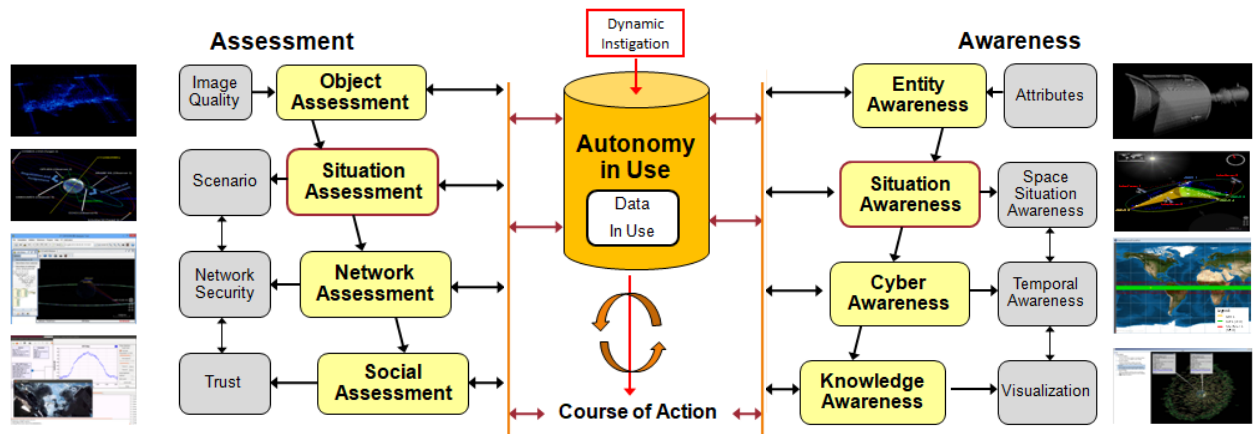 Assessment
Dynamic
Instigation
Awareness
Image
Quality
Object
Assessment
Scenario
Situation
Assessment
Network
Security
Network
Assessment
Trust
Social
Assessment
Autonomy
in Use
Data
In Use
Course of Action
Entity
Awareness
Attributes
Situation
Awareness
Space
Situation
Awareness
Cyber
Awareness
Temporal
Awareness
Knowledge
Awareness
Visualization